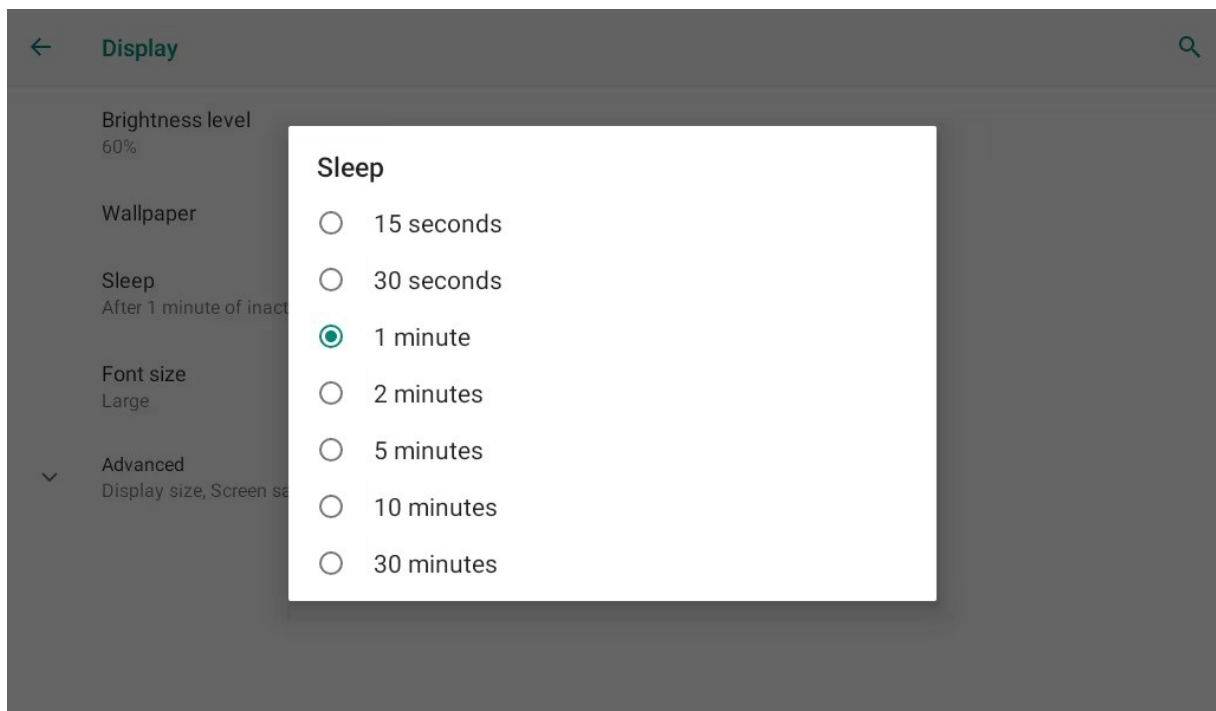 Display
Brightness level
60%
Wallpaper
Sleep
After 1 minute of inact
Font size
Large
Advanced
Display size, Screen sa
Sleep
15 seconds
30 seconds
1 minute
2 minutes
5 minutes
10 minutes
30 minutes